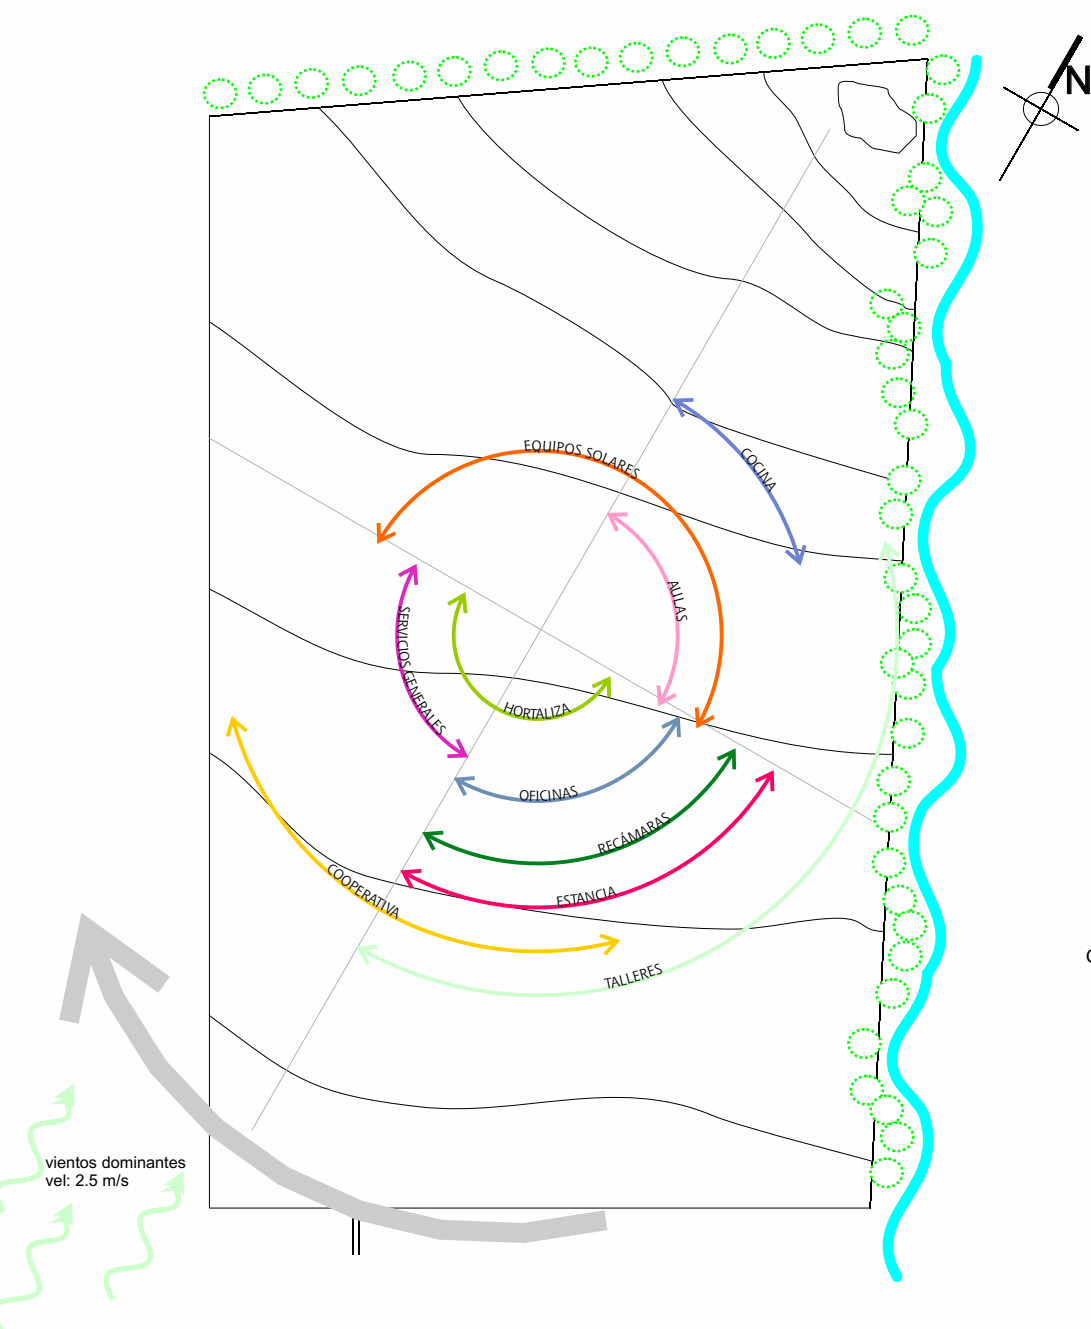 N
EQUIPOS SOLARES
COCINA
AULAS
SERVICIOS GENERALES
HORTALIZA
OFICINAS
RECÁMARAS
ESTANCIA
COOPERATIVA
TALLERES
vientos dominantes
vel: 2.5 m/s